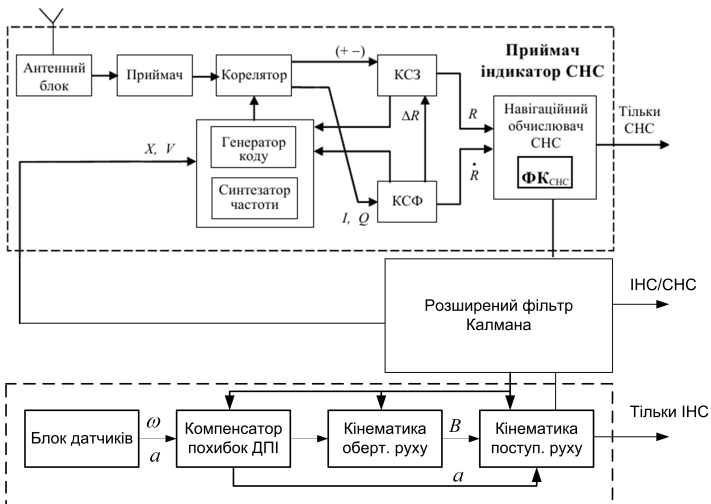 Приймач
індикатор СНС
Антенний
блок
Приймач
Корелятор
(+ −)
КСЗ
ΔR
R
Навігаційний
обчислювач
СНС
ФКСНС
Тільки
СНС
Генератор
коду
Синтезатор
частоти
X, V
I, Q
КСФ
Ṙ
Розширений фільтр
Калмана
ІНС/СНС
Блок датчиків
ω
a
Компенсатор
похибок ДПІ
Кінематика
оберт. руху
B
Кінематика
поступ. руху
Тільки ІНС
a